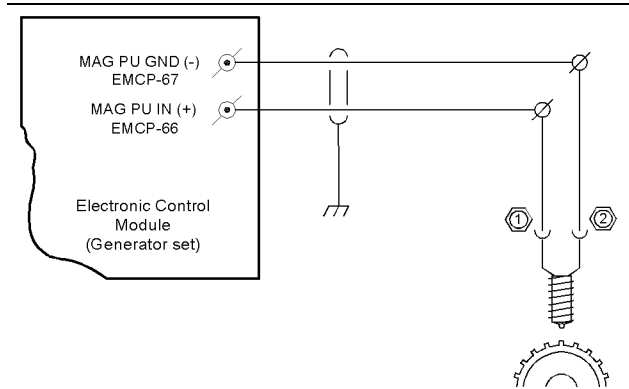 MAG PU GND (-)
EMCP-67
MAG PU IN (+)
EMCP-66
Electronic Control
Module
(Generator set)
1
2